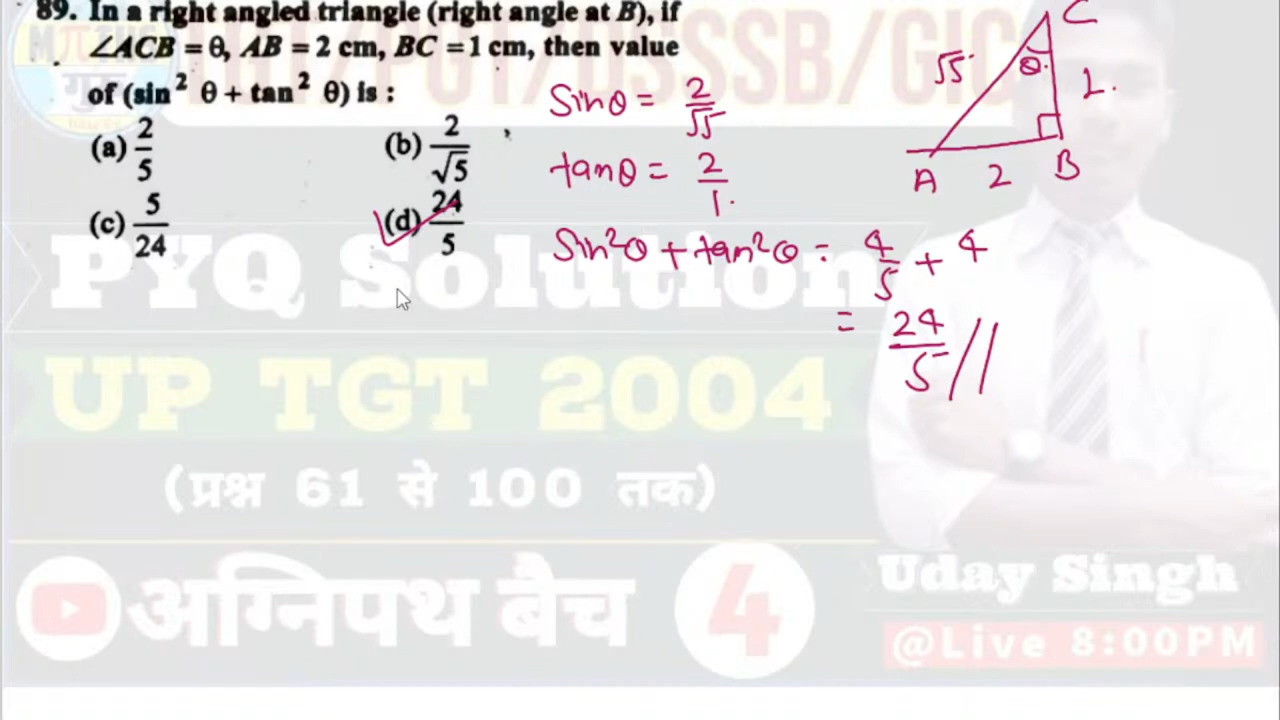 89. In a right angled triangle (right angle at B), if
∠ACB = θ, AB = 2 cm, BC = 1 cm, then value
of (sin² θ + tan² θ) is :
(a) 2/5
(b) 2/√5
(c) 5/24
(d) 24/5
Sinθ = 2/√5
tanθ = 2/1.
Sin²θ + tan²θ = 4/5 + 4
= 24/5 //
C
θ.
√5
1.
A 2 B
PYQ Solution
UP TGT 2004
(प्रश्न 61 से 100 तक)
अग्निपथ बैच 4
Uday Singh
@Live 8:00PM